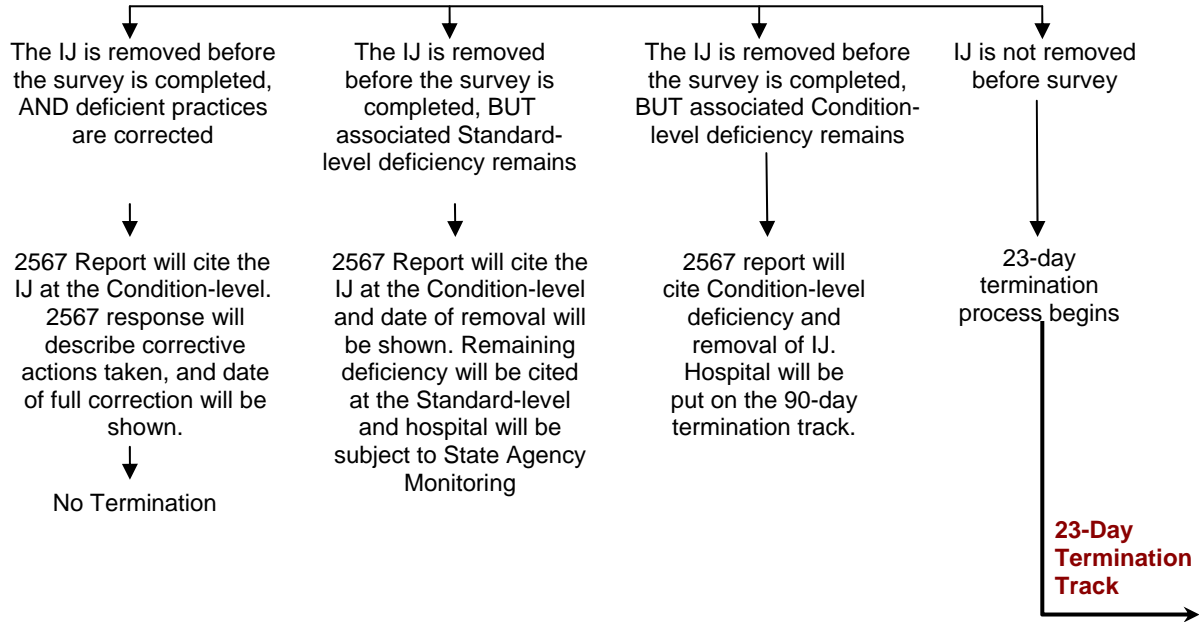 The IJ is removed before
the survey is completed,
AND deficient practices
are corrected
The IJ is removed
before the survey is
completed, BUT
associated Standard-
level deficiency remains
The IJ is removed before
the survey is completed,
BUT associated Condition-
level deficiency remains
IJ is not removed
before survey
2567 Report will cite the
IJ at the Condition-level.
2567 response will
describe corrective
actions taken, and date
of full correction will be
shown.
2567 Report will cite the
IJ at the Condition-level
and date of removal will
be shown. Remaining
deficiency will be cited
at the Standard-level
and hospital will be
subject to State Agency
Monitoring
2567 report will
cite Condition-level
deficiency and
removal of IJ.
Hospital will be
put on the 90-day
termination track.
23-day
termination
process begins
No Termination
23-Day
Termination
Track